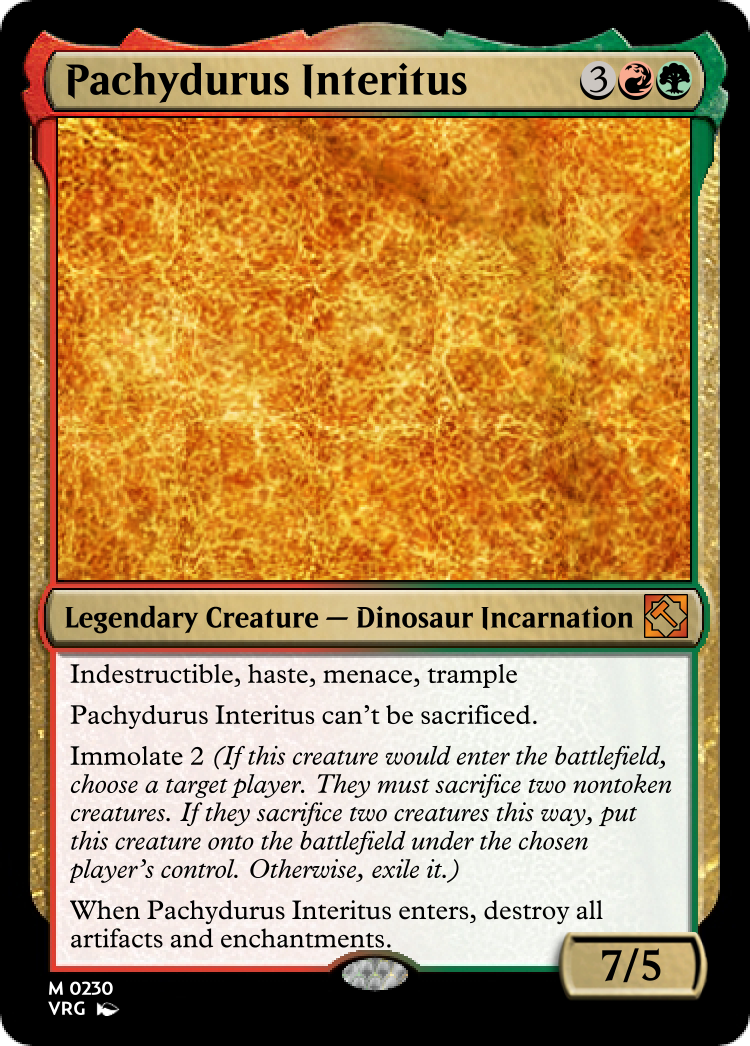 Pachydurus Interitus
3
Legendary Creature — Dinosaur Incarnation
Indestructible, haste, menace, trample
Pachydurus Interitus can't be sacrificed.
Immolate 2 (If this creature would enter the battlefield,
choose a target player. They must sacrifice two nontoken
creatures. If they sacrifice two creatures this way, put
this creature onto the battlefield under the chosen
player's control. Otherwise, exile it.)
When Pachydurus Interitus enters, destroy all
artifacts and enchantments.
7/5
M 0230
VRG